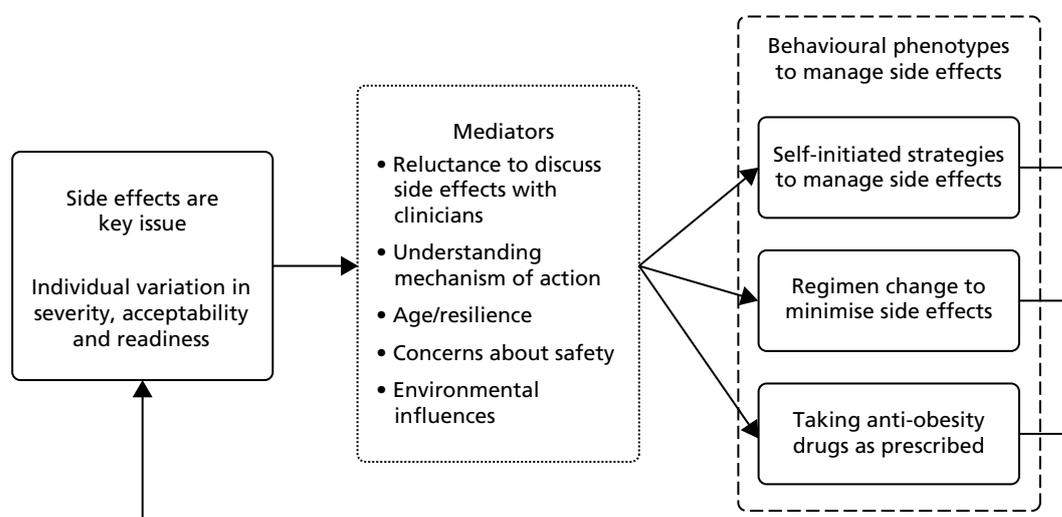 Side effects are
key issue
Individual variation in
severity, acceptability
and readiness
Mediators
• Reluctance to discuss
side effects with
clinicians
• Understanding
mechanism of action
• Age/resilience
• Concerns about safety
• Environmental
influences
Behavioural phenotypes
to manage side effects
Self-initiated strategies
to manage side effects
Regimen change to
minimise side effects
Taking anti-obesity
drugs as prescribed